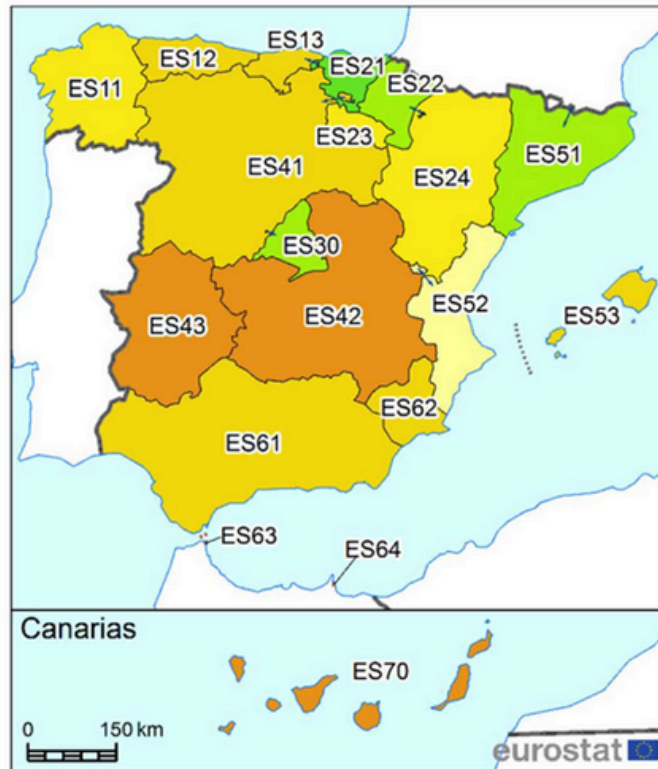 ES13
ES12
ES21
ES11
ES22
ES23
ES51
ES41
ES24
ES30
ES52
ES53
ES43
ES42
ES62
ES61
ES63
ES64
Canarias
ES70
0 150 km
eurostat